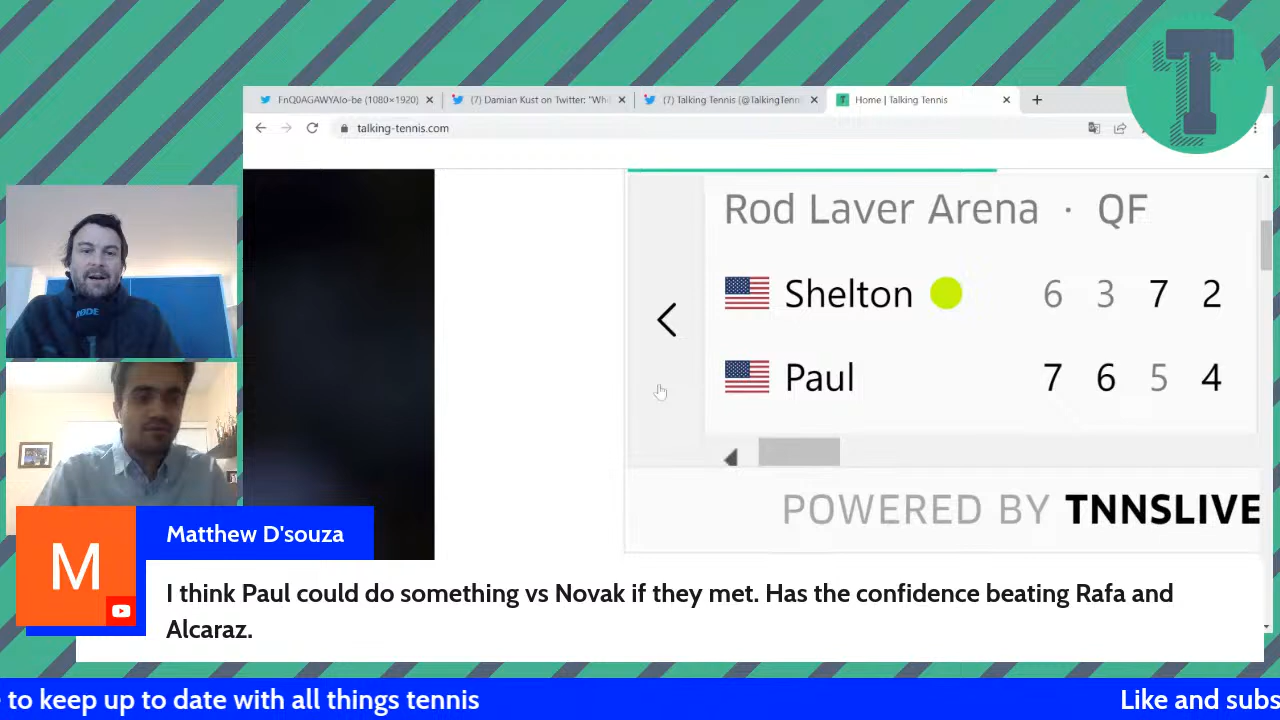 T
FnQ0AGAWYAIo-be (1080×1920)
(7) Damian Kust on Twitter: "Whi
(7) Talking Tennis (@TalkingTenni
Home | Talking Tennis
talking-tennis.com
Rod Laver Arena · QF
Shelton 6 3 7 2
Paul 7 6 5 4
POWERED BY TNNSLIVE
RØDE
M
Matthew D'souza
I think Paul could do something vs Novak if they met. Has the confidence beating Rafa and
Alcaraz.
to keep up to date with all things tennis
Like and subs